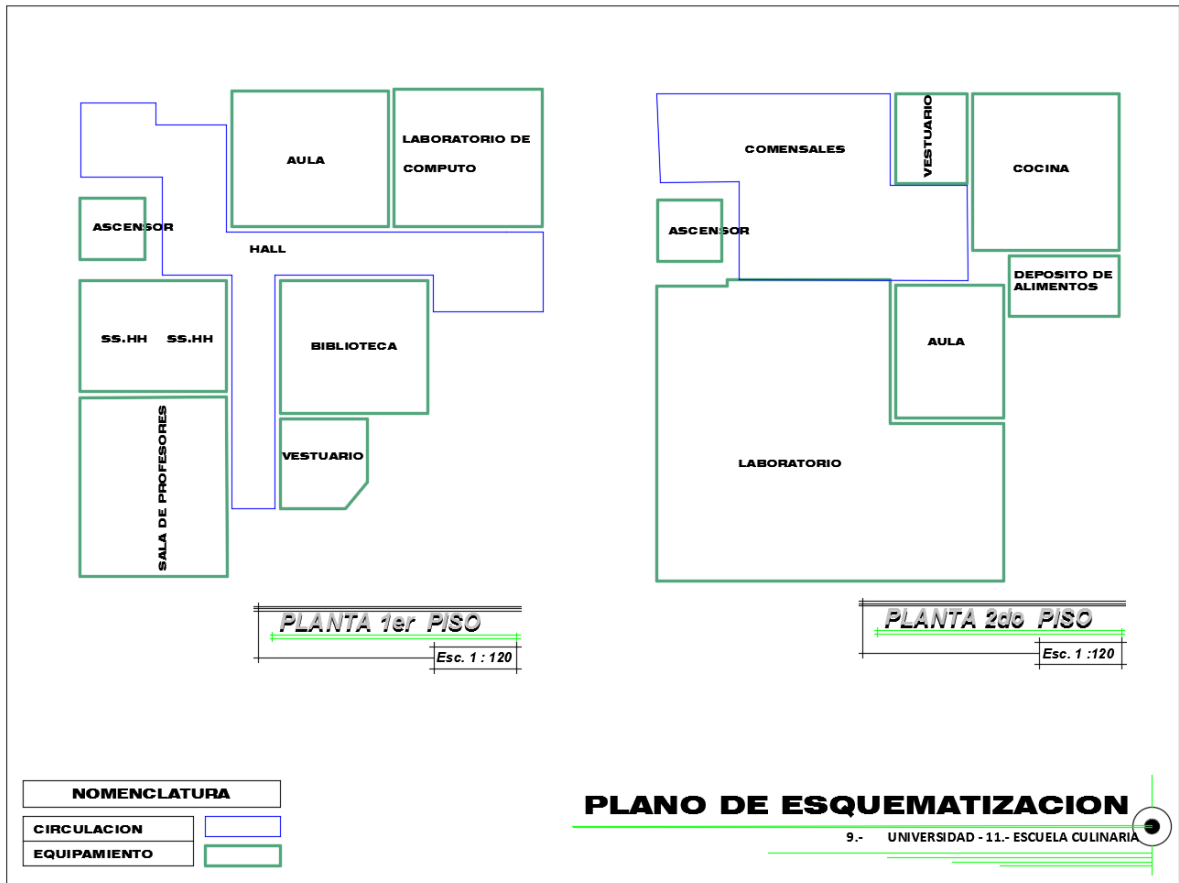 AULA
LABORATORIO DE
COMPUTO
ASCENSOR
HALL
SS.HH SS.HH
BIBLIOTECA
SALA DE PROFESORES
VESTUARIO
PLANTA 1er PISO
Esc. 1 : 120
COMENSALES
VESTUARIO
COCINA
ASCENSOR
DEPOSITO DE
ALIMENTOS
AULA
LABORATORIO
PLANTA 2do PISO
Esc. 1 :120
NOMENCLATURA
CIRCULACION
EQUIPAMIENTO
PLANO DE ESQUEMATIZACION
9.- UNIVERSIDAD - 11.- ESCUELA CULINARIA